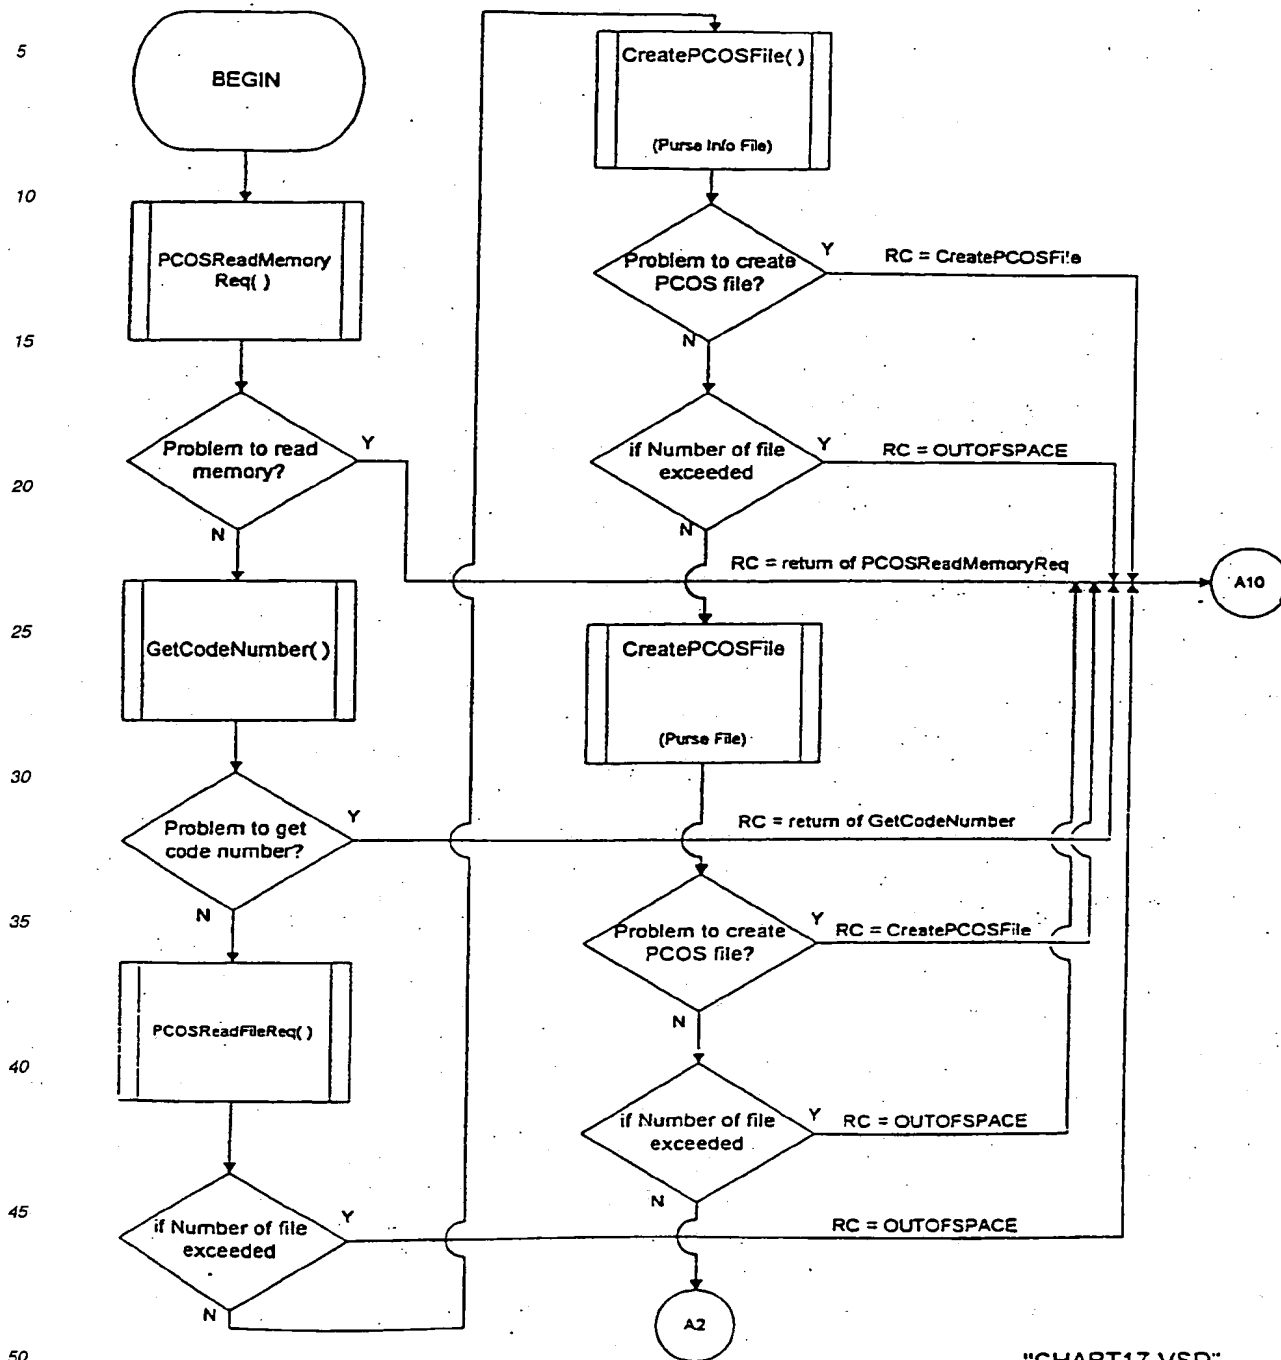 5
10
15
20
25
30
35
40
45
50
BEGIN
PCOSReadMemory
Req( )
Problem to read
memory?
Y
N
GetCodeNumber( )
Problem to get
code number?
Y
N
PCOSReadFileReq( )
if Number of file
exceeded
Y
N
CreatePCOSFile( )
(Purse Info File)
Problem to create
PCOS file?
Y
RC = CreatePCOSFile
N
if Number of file
exceeded
Y
RC = OUTOFSPACE
N
RC = return of PCOSReadMemoryReq
A10
CreatePCOSFile
(Purse File)
RC = return of GetCodeNumber
Problem to create
PCOS file?
Y
RC = CreatePCOSFile
N
if Number of file
exceeded
Y
RC = OUTOFSPACE
N
RC = OUTOFSPACE
A2
"CHART17.VSD"